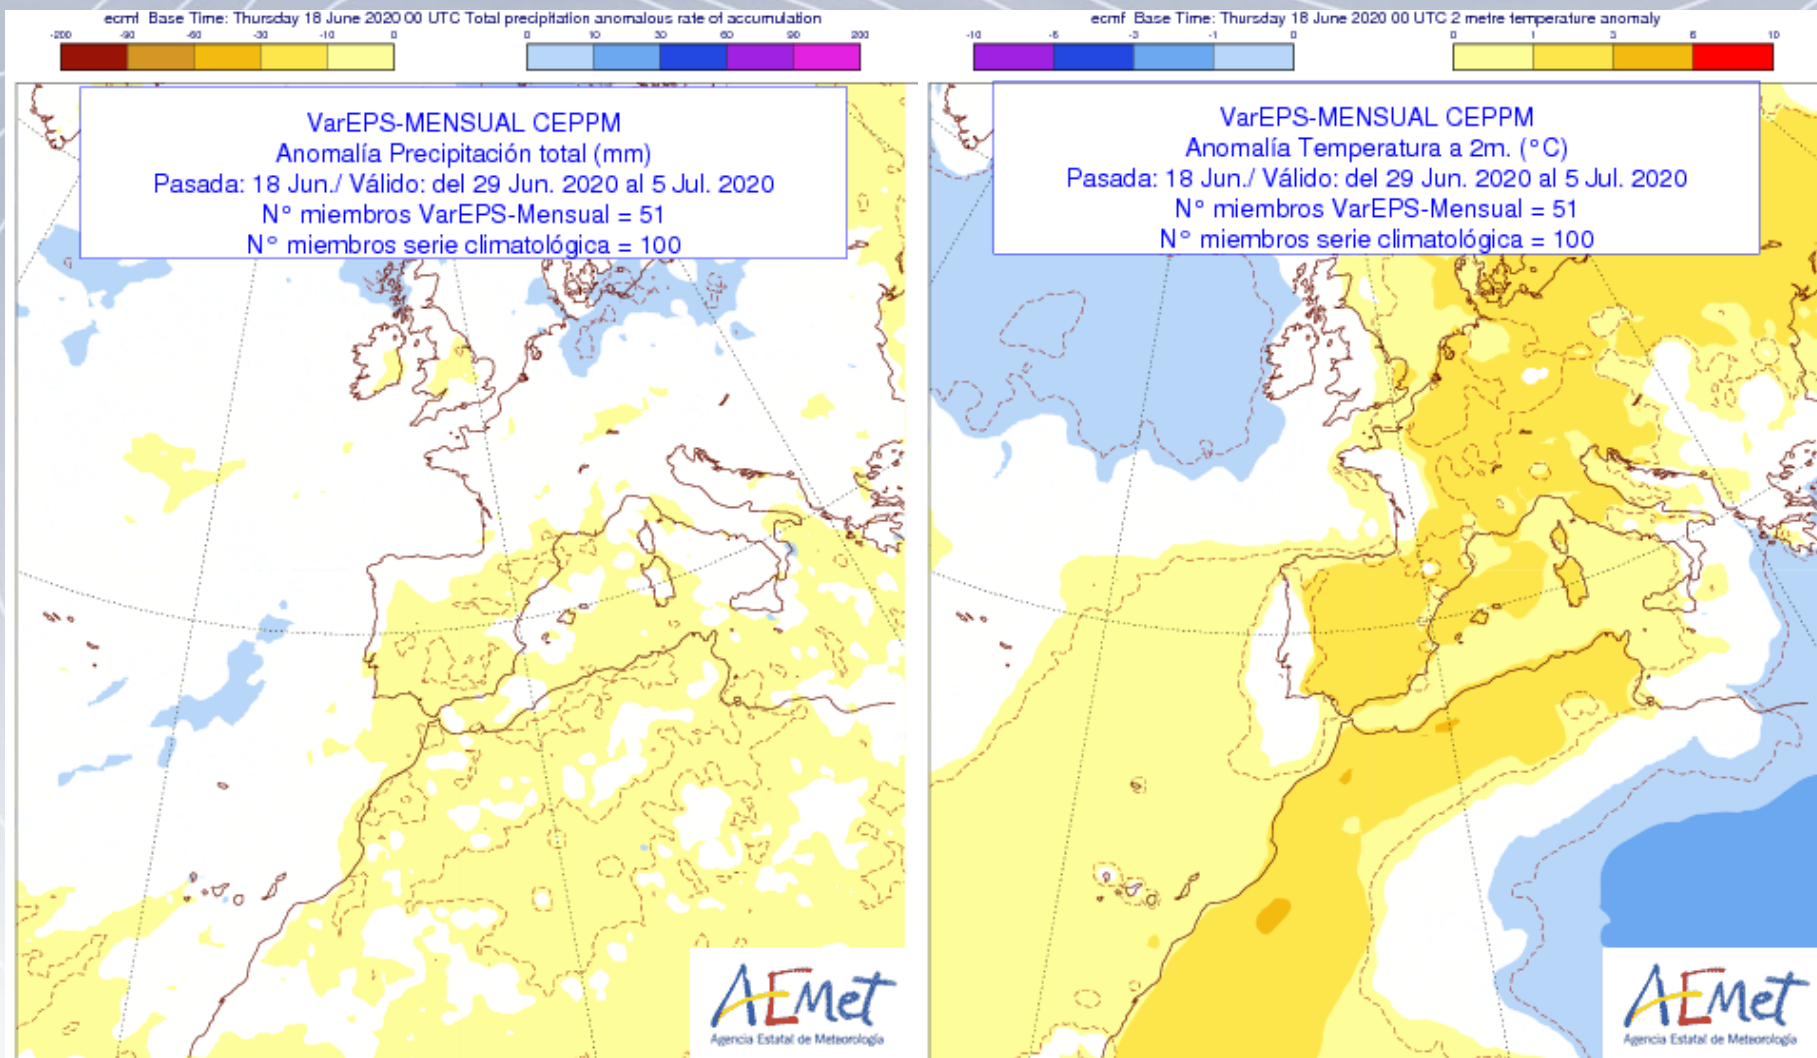 ecmf Base Time: Thursday 18 June 2020 00 UTC Total precipitation anomalous rate of accumulation
-200 -90 -60 -30 -10 0 0 10 30 60 90 200
VarEPS-MENSUAL CEPPM
Anomalía Precipitación total (mm)
Pasada: 18 Jun./ Válido: del 29 Jun. 2020 al 5 Jul. 2020
N° miembros VarEPS-Mensual = 51
N° miembros serie climatológica = 100
AEMet
Agencia Estatal de Meteorología
ecmf Base Time: Thursday 18 June 2020 00 UTC 2 metre temperature anomaly
-10 -6 -3 -1 0 0 1 3 6 10
VarEPS-MENSUAL CEPPM
Anomalía Temperatura a 2m. (°C)
Pasada: 18 Jun./ Válido: del 29 Jun. 2020 al 5 Jul. 2020
N° miembros VarEPS-Mensual = 51
N° miembros serie climatológica = 100
AEMet
Agencia Estatal de Meteorología